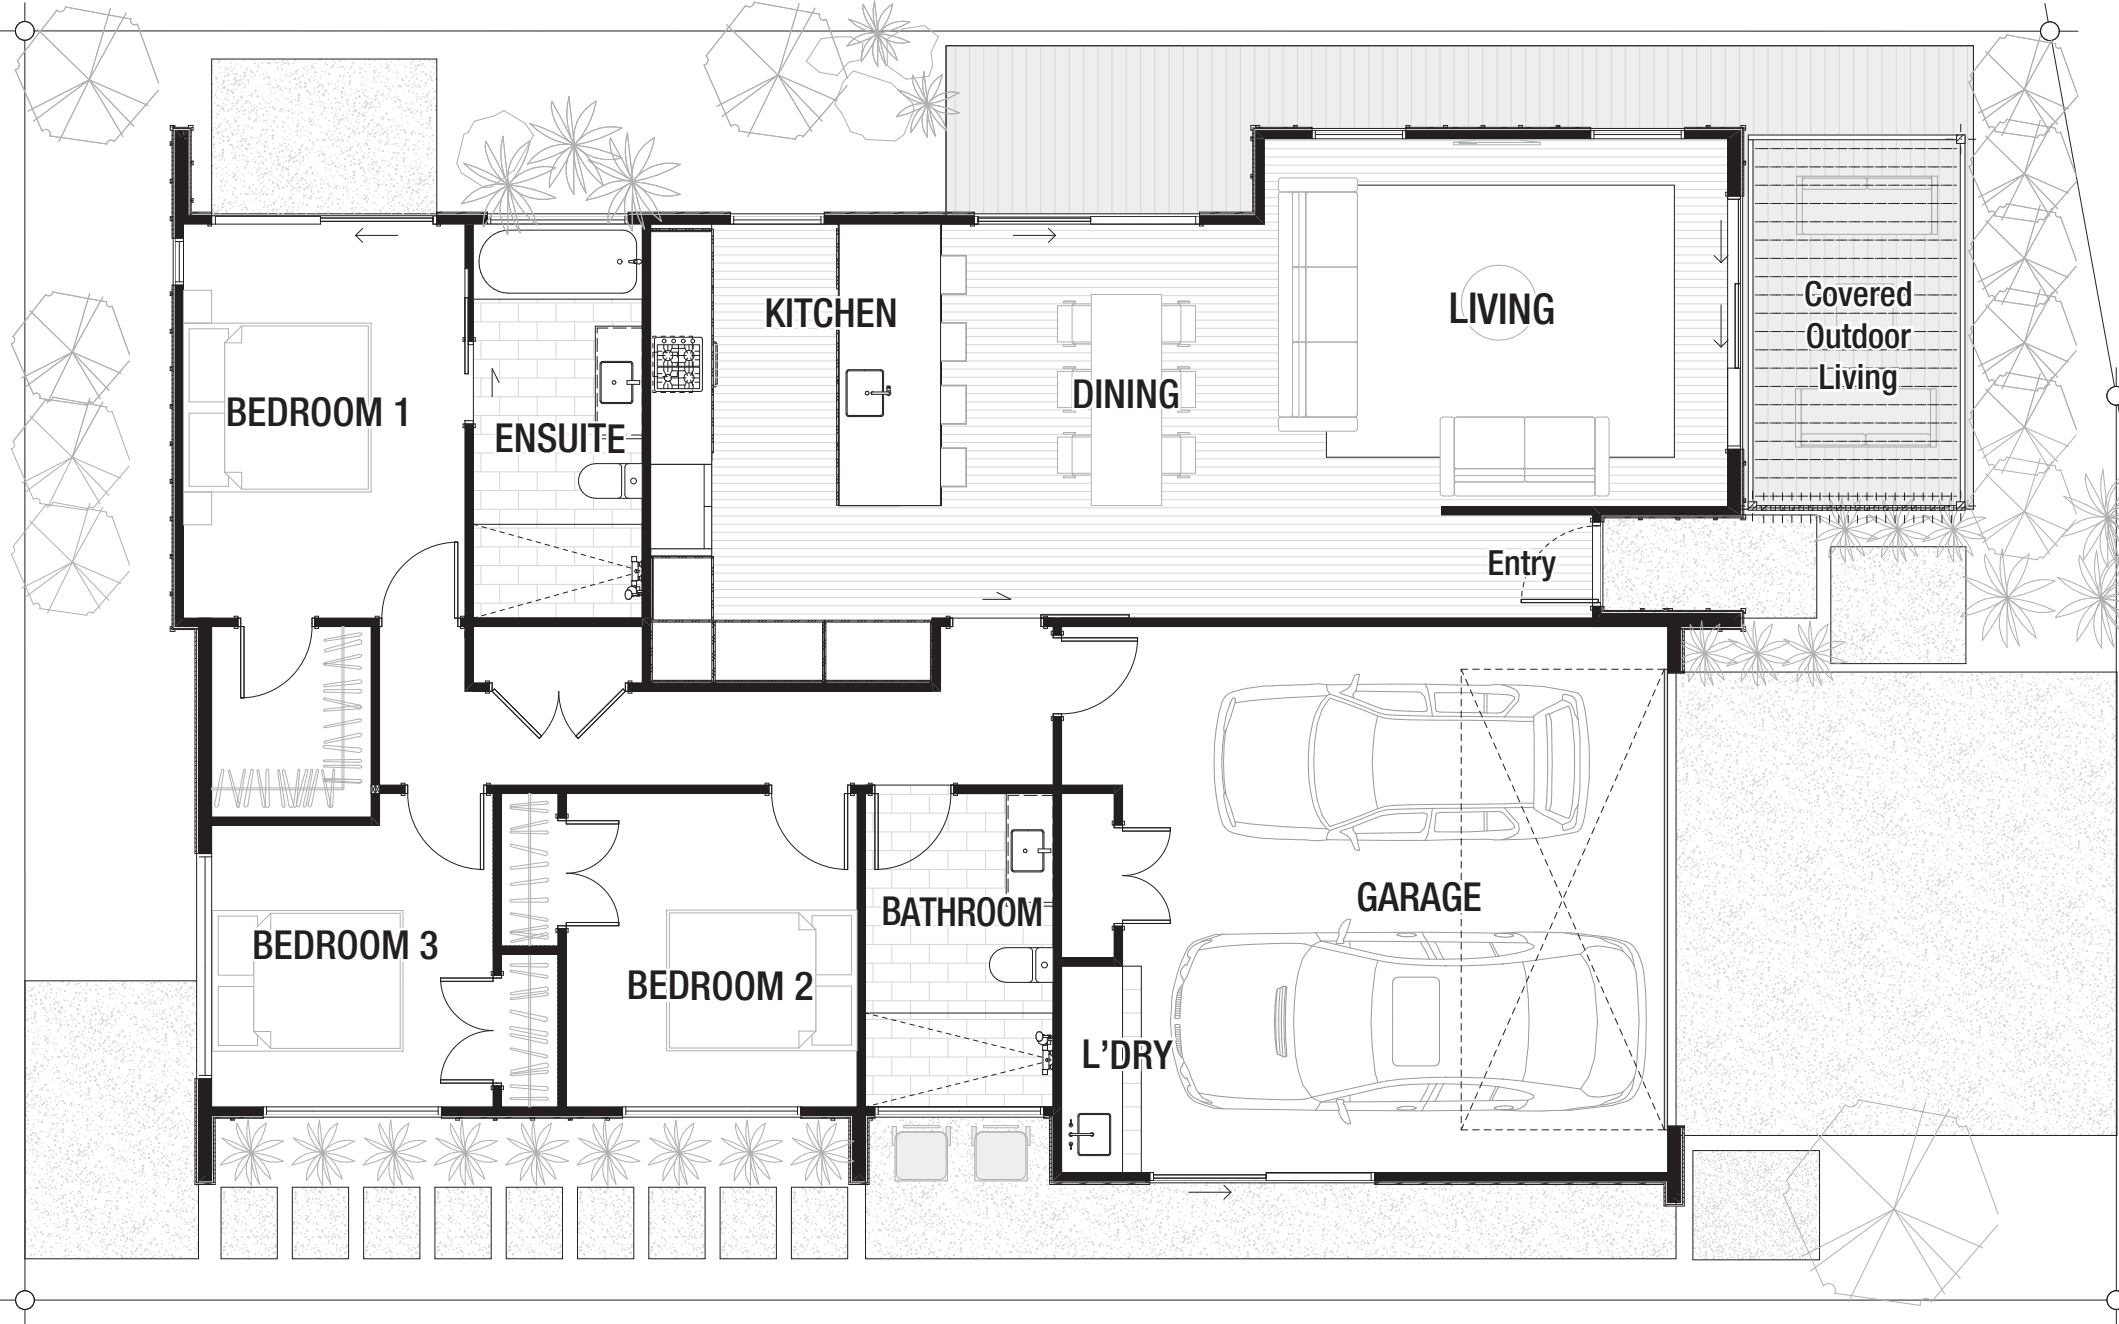 KITCHEN
LIVING
Covered
Outdoor
Living
DINING
BEDROOM 1
ENSUITE
Entry
GARAGE
BATHROOM
BEDROOM 3
BEDROOM 2
L'DRY